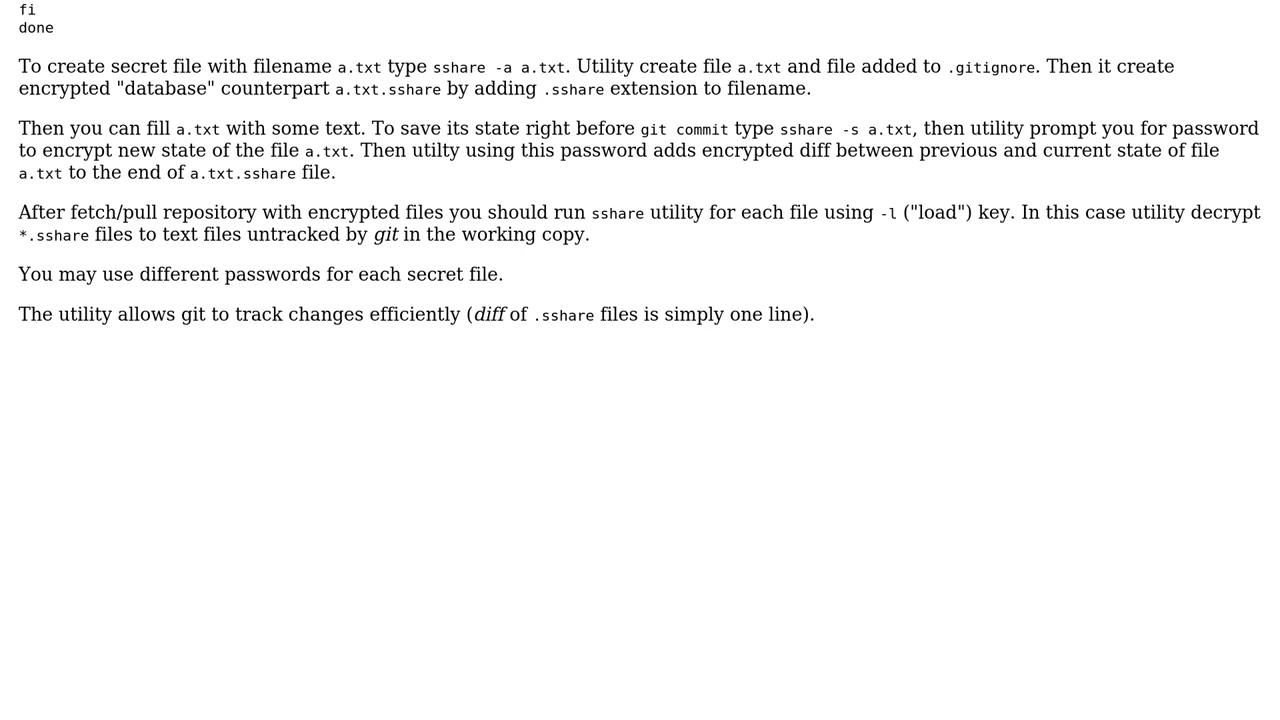 fi
done
To create secret file with filename a.txt type sshare -a a.txt. Utility create file a.txt and file added to .gitignore. Then it create
encrypted "database" counterpart a.txt.sshare by adding .sshare extension to filename.
Then you can fill a.txt with some text. To save its state right before git commit type sshare -s a.txt, then utility prompt you for password
to encrypt new state of the file a.txt. Then utilty using this password adds encrypted diff between previous and current state of file
a.txt to the end of a.txt.sshare file.
After fetch/pull repository with encrypted files you should run sshare utility for each file using -l ("load") key. In this case utility decrypt
*.sshare files to text files untracked by git in the working copy.
You may use different passwords for each secret file.
The utility allows git to track changes efficiently (diff of .sshare files is simply one line).